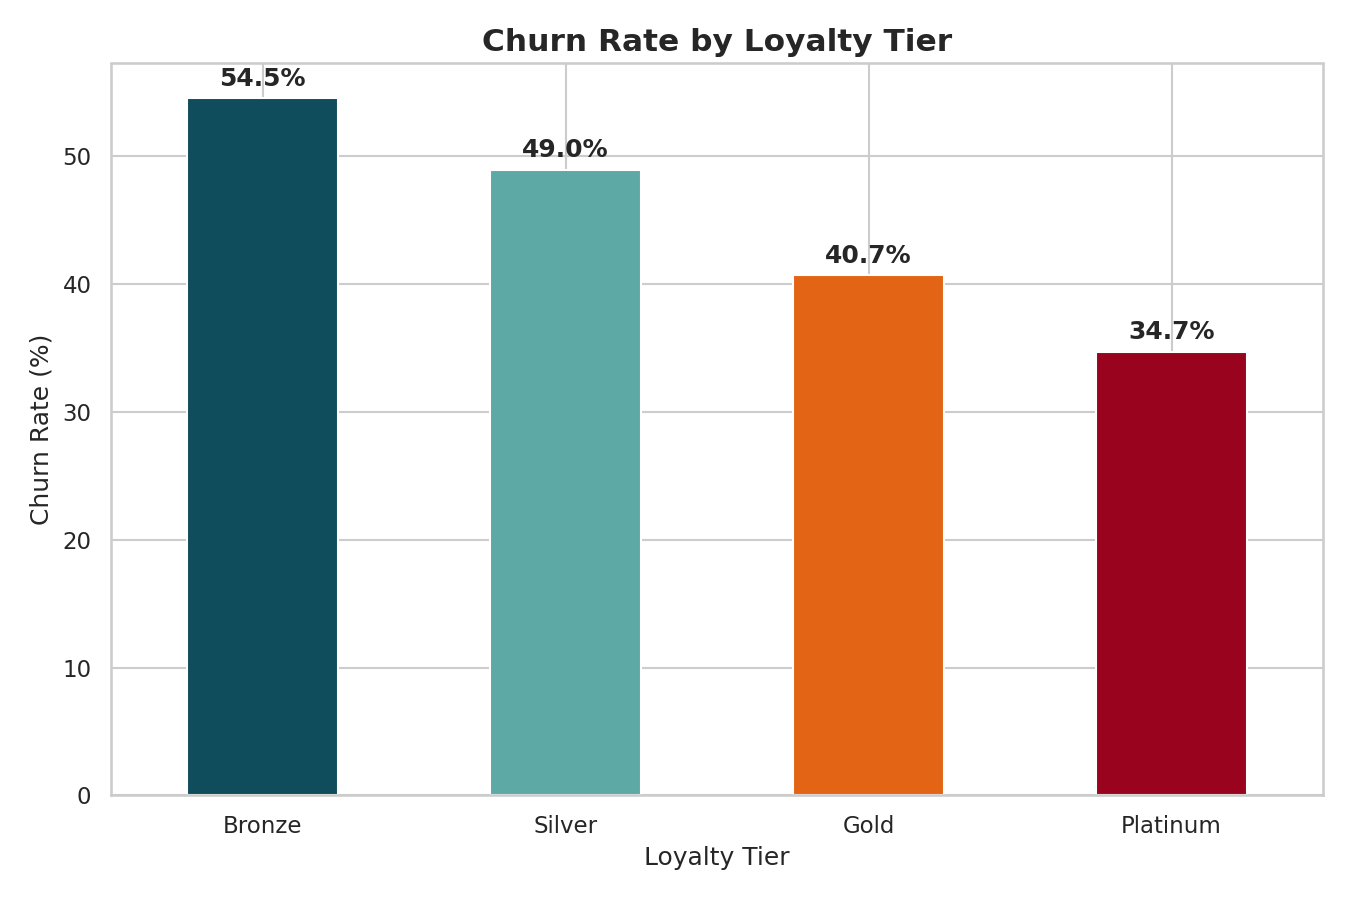 Churn Rate by Loyalty Tier
54.5%
49.0%
40.7%
34.7%
50
40
30
20
10
0
Churn Rate (%)
Bronze
Silver
Gold
Platinum
Loyalty Tier